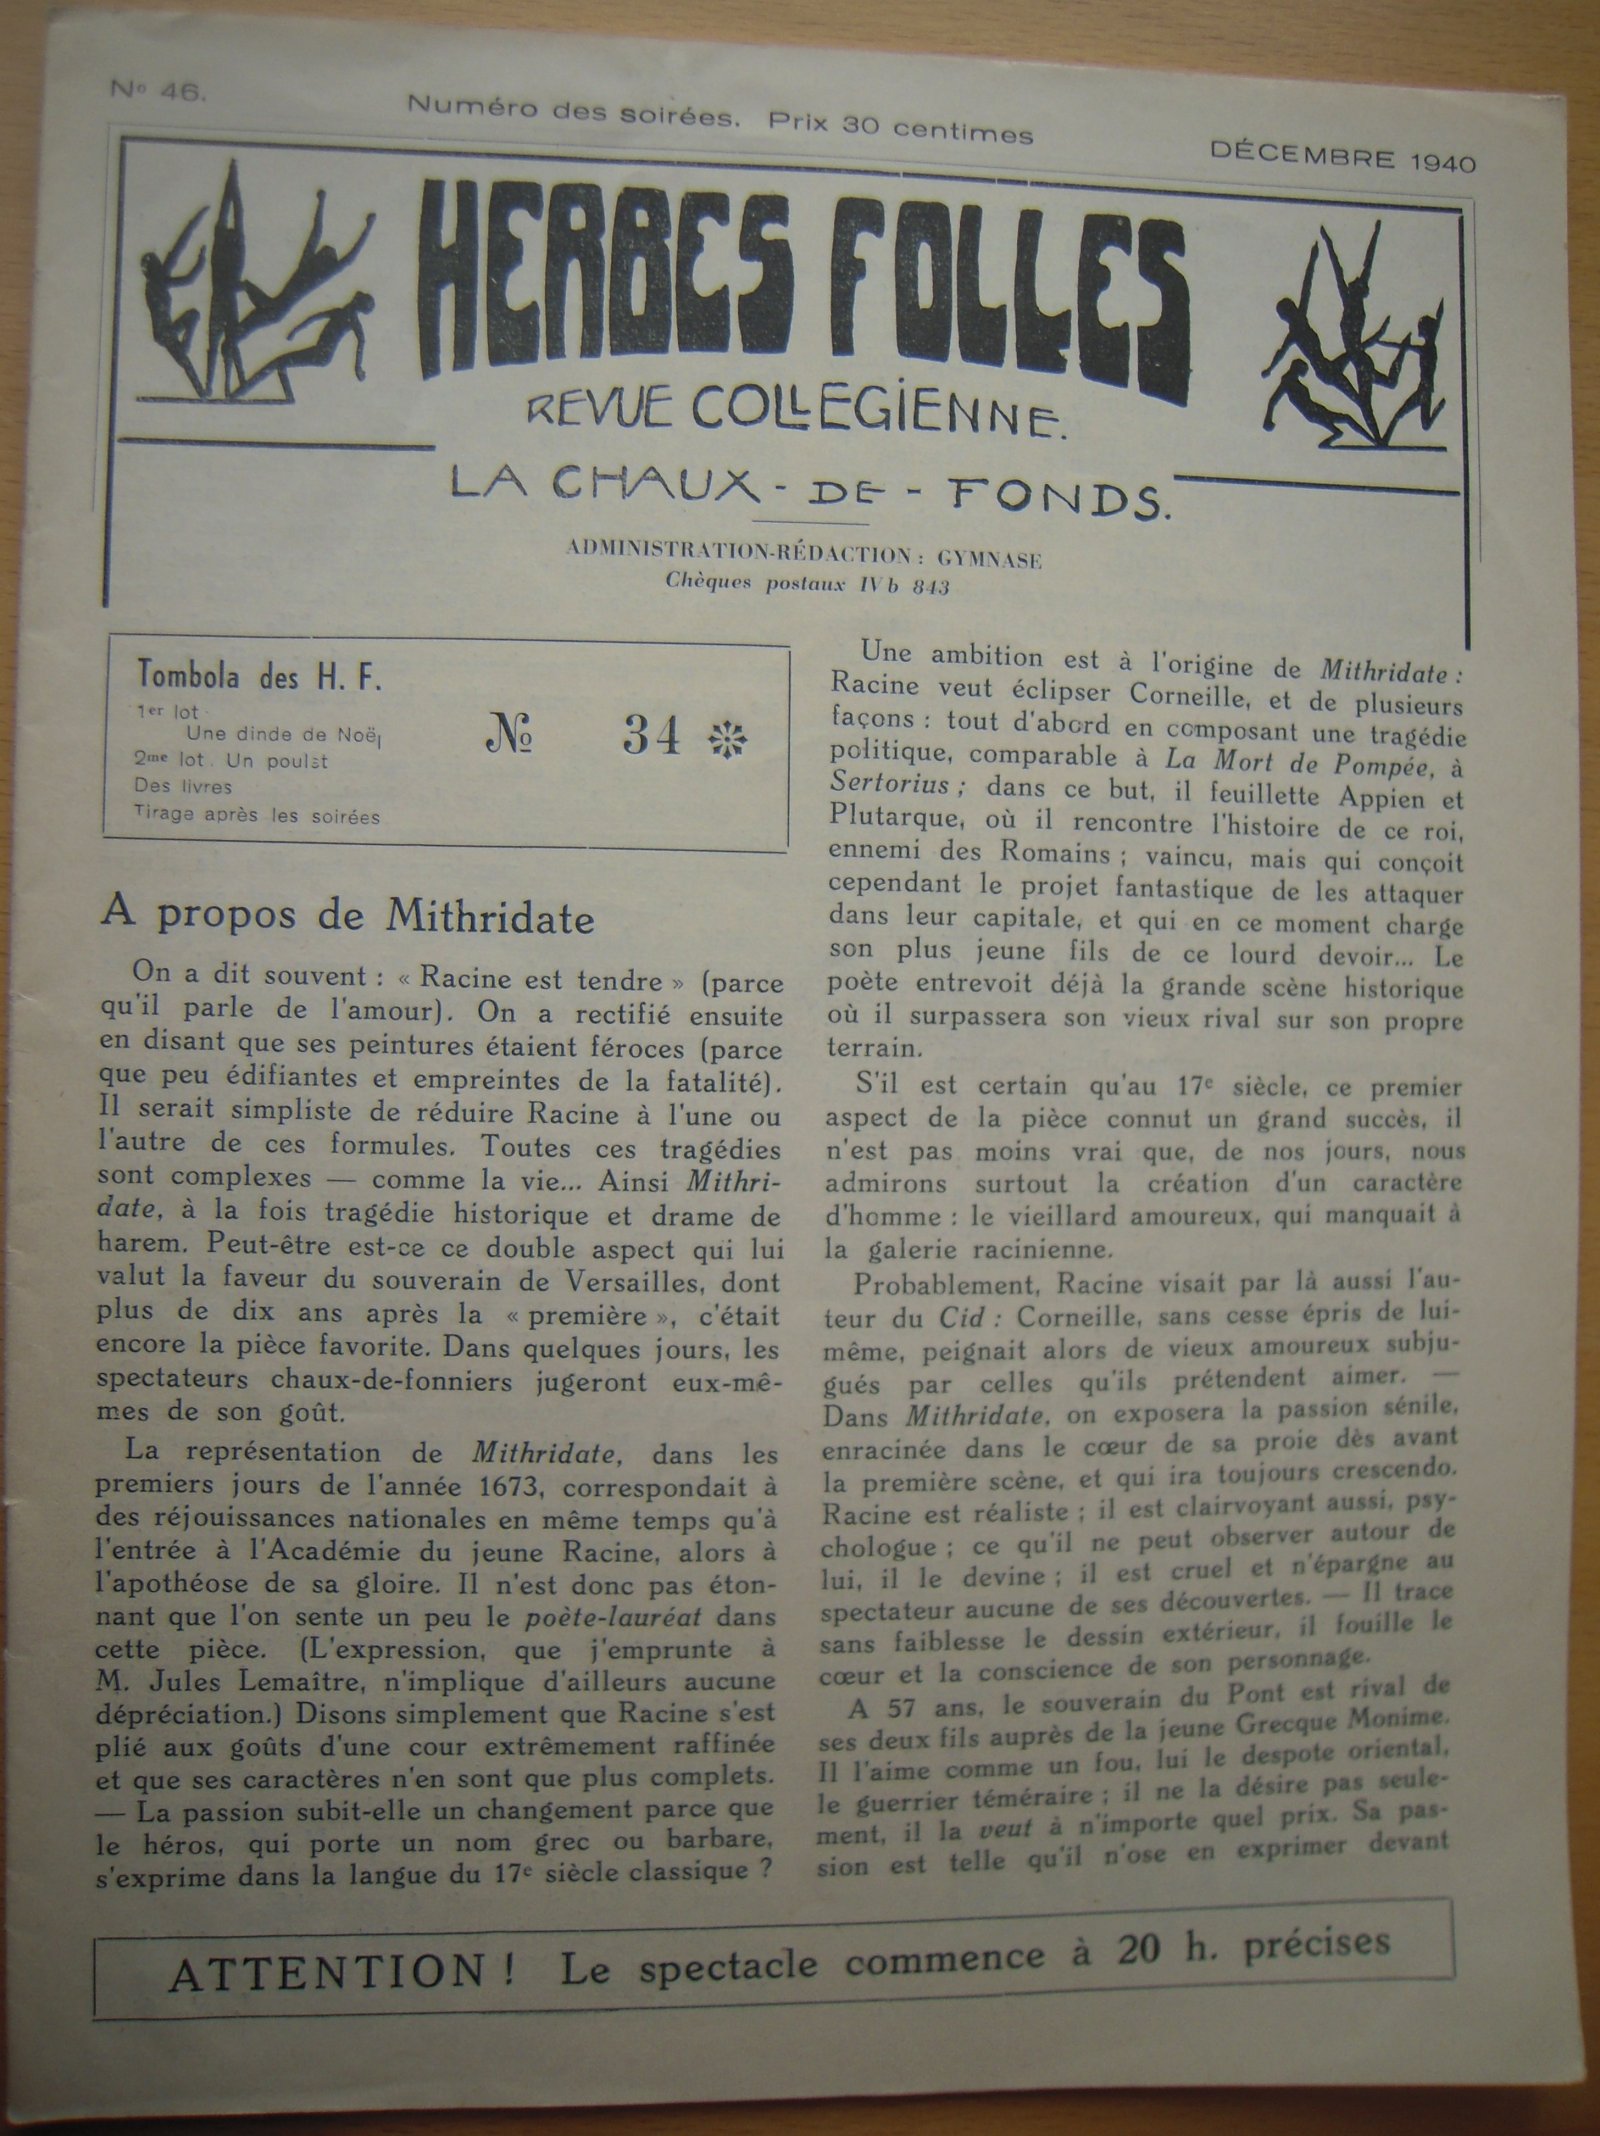 No 46.
Numéro des soirées. Prix 30 centimes
DÉCEMBRE 1940
HERBES FOLLES
REVUE COLLEGIENNE.
LA CHAUX-DE-FONDS.
ADMINISTRATION-RÉDACTION : GYMNASE
Chèques postaux IV b 843
Tombola des H. F.
1er lot
Une dinde de Noël
2me lot. Un poulet
Des livres
Tirage après les soirées
№ 34
A propos de Mithridate
On a dit souvent : « Racine est tendre » (parce
qu'il parle de l'amour). On a rectifié ensuite
en disant que ses peintures étaient féroces (parce
que peu édifiantes et empreintes de la fatalité).
Il serait simpliste de réduire Racine à l'une ou
l'autre de ces formules. Toutes ces tragédies
sont complexes — comme la vie... Ainsi Mithri-
date, à la fois tragédie historique et drame de
harem. Peut-être est-ce ce double aspect qui lui
valut la faveur du souverain de Versailles, dont
plus de dix ans après la « première », c'était
encore la pièce favorite. Dans quelques jours, les
spectateurs chaux-de-fonniers jugeront eux-mê-
mes de son goût.
La représentation de Mithridate, dans les
premiers jours de l'année 1673, correspondait à
des réjouissances nationales en même temps qu'à
l'entrée à l'Académie du jeune Racine, alors à
l'apothéose de sa gloire. Il n'est donc pas éton-
nant que l'on sente un peu le poète-lauréat dans
cette pièce. (L'expression, que j'emprunte à
M. Jules Lemaître, n'implique d'ailleurs aucune
dépréciation.) Disons simplement que Racine s'est
plié aux goûts d'une cour extrêmement raffinée
et que ses caractères n'en sont que plus complets.
— La passion subit-elle un changement parce que
le héros, qui porte un nom grec ou barbare,
s'exprime dans la langue du 17e siècle classique ?
Une ambition est à l'origine de Mithridate :
Racine veut éclipser Corneille, et de plusieurs
façons : tout d'abord en composant une tragédie
politique, comparable à La Mort de Pompée, à
Sertorius ; dans ce but, il feuillette Appien et
Plutarque, où il rencontre l'histoire de ce roi,
ennemi des Romains ; vaincu, mais qui conçoit
cependant le projet fantastique de les attaquer
dans leur capitale, et qui en ce moment charge
son plus jeune fils de ce lourd devoir... Le
poète entrevoit déjà la grande scène historique
où il surpassera son vieux rival sur son propre
terrain.
S'il est certain qu'au 17e siècle, ce premier
aspect de la pièce connut un grand succès, il
n'est pas moins vrai que, de nos jours, nous
admirons surtout la création d'un caractère
d'homme : le vieillard amoureux, qui manquait à
la galerie racinienne.
Probablement, Racine visait par là aussi l'au-
teur du Cid : Corneille, sans cesse épris de lui-
même, peignait alors de vieux amoureux subju-
gués par celles qu'ils prétendent aimer. —
Dans Mithridate, on exposera la passion sénile,
enracinée dans le cœur de sa proie dès avant
la première scène, et qui ira toujours crescendo.
Racine est réaliste ; il est clairvoyant aussi, psy-
chologue ; ce qu'il ne peut observer autour de
lui, il le devine ; il est cruel et n'épargne au
spectateur aucune de ses découvertes. — Il trace
sans faiblesse le dessin extérieur, il fouille le
cœur et la conscience de son personnage.
A 57 ans, le souverain du Pont est rival de
ses deux fils auprès de la jeune Grecque Monime.
Il l'aime comme un fou, lui le despote oriental,
le guerrier téméraire ; il ne la désire pas seule-
ment, il la veut à n'importe quel prix. Sa pas-
sion est telle qu'il n'ose en exprimer devant
ATTENTION ! Le spectacle commence à 20 h. précises